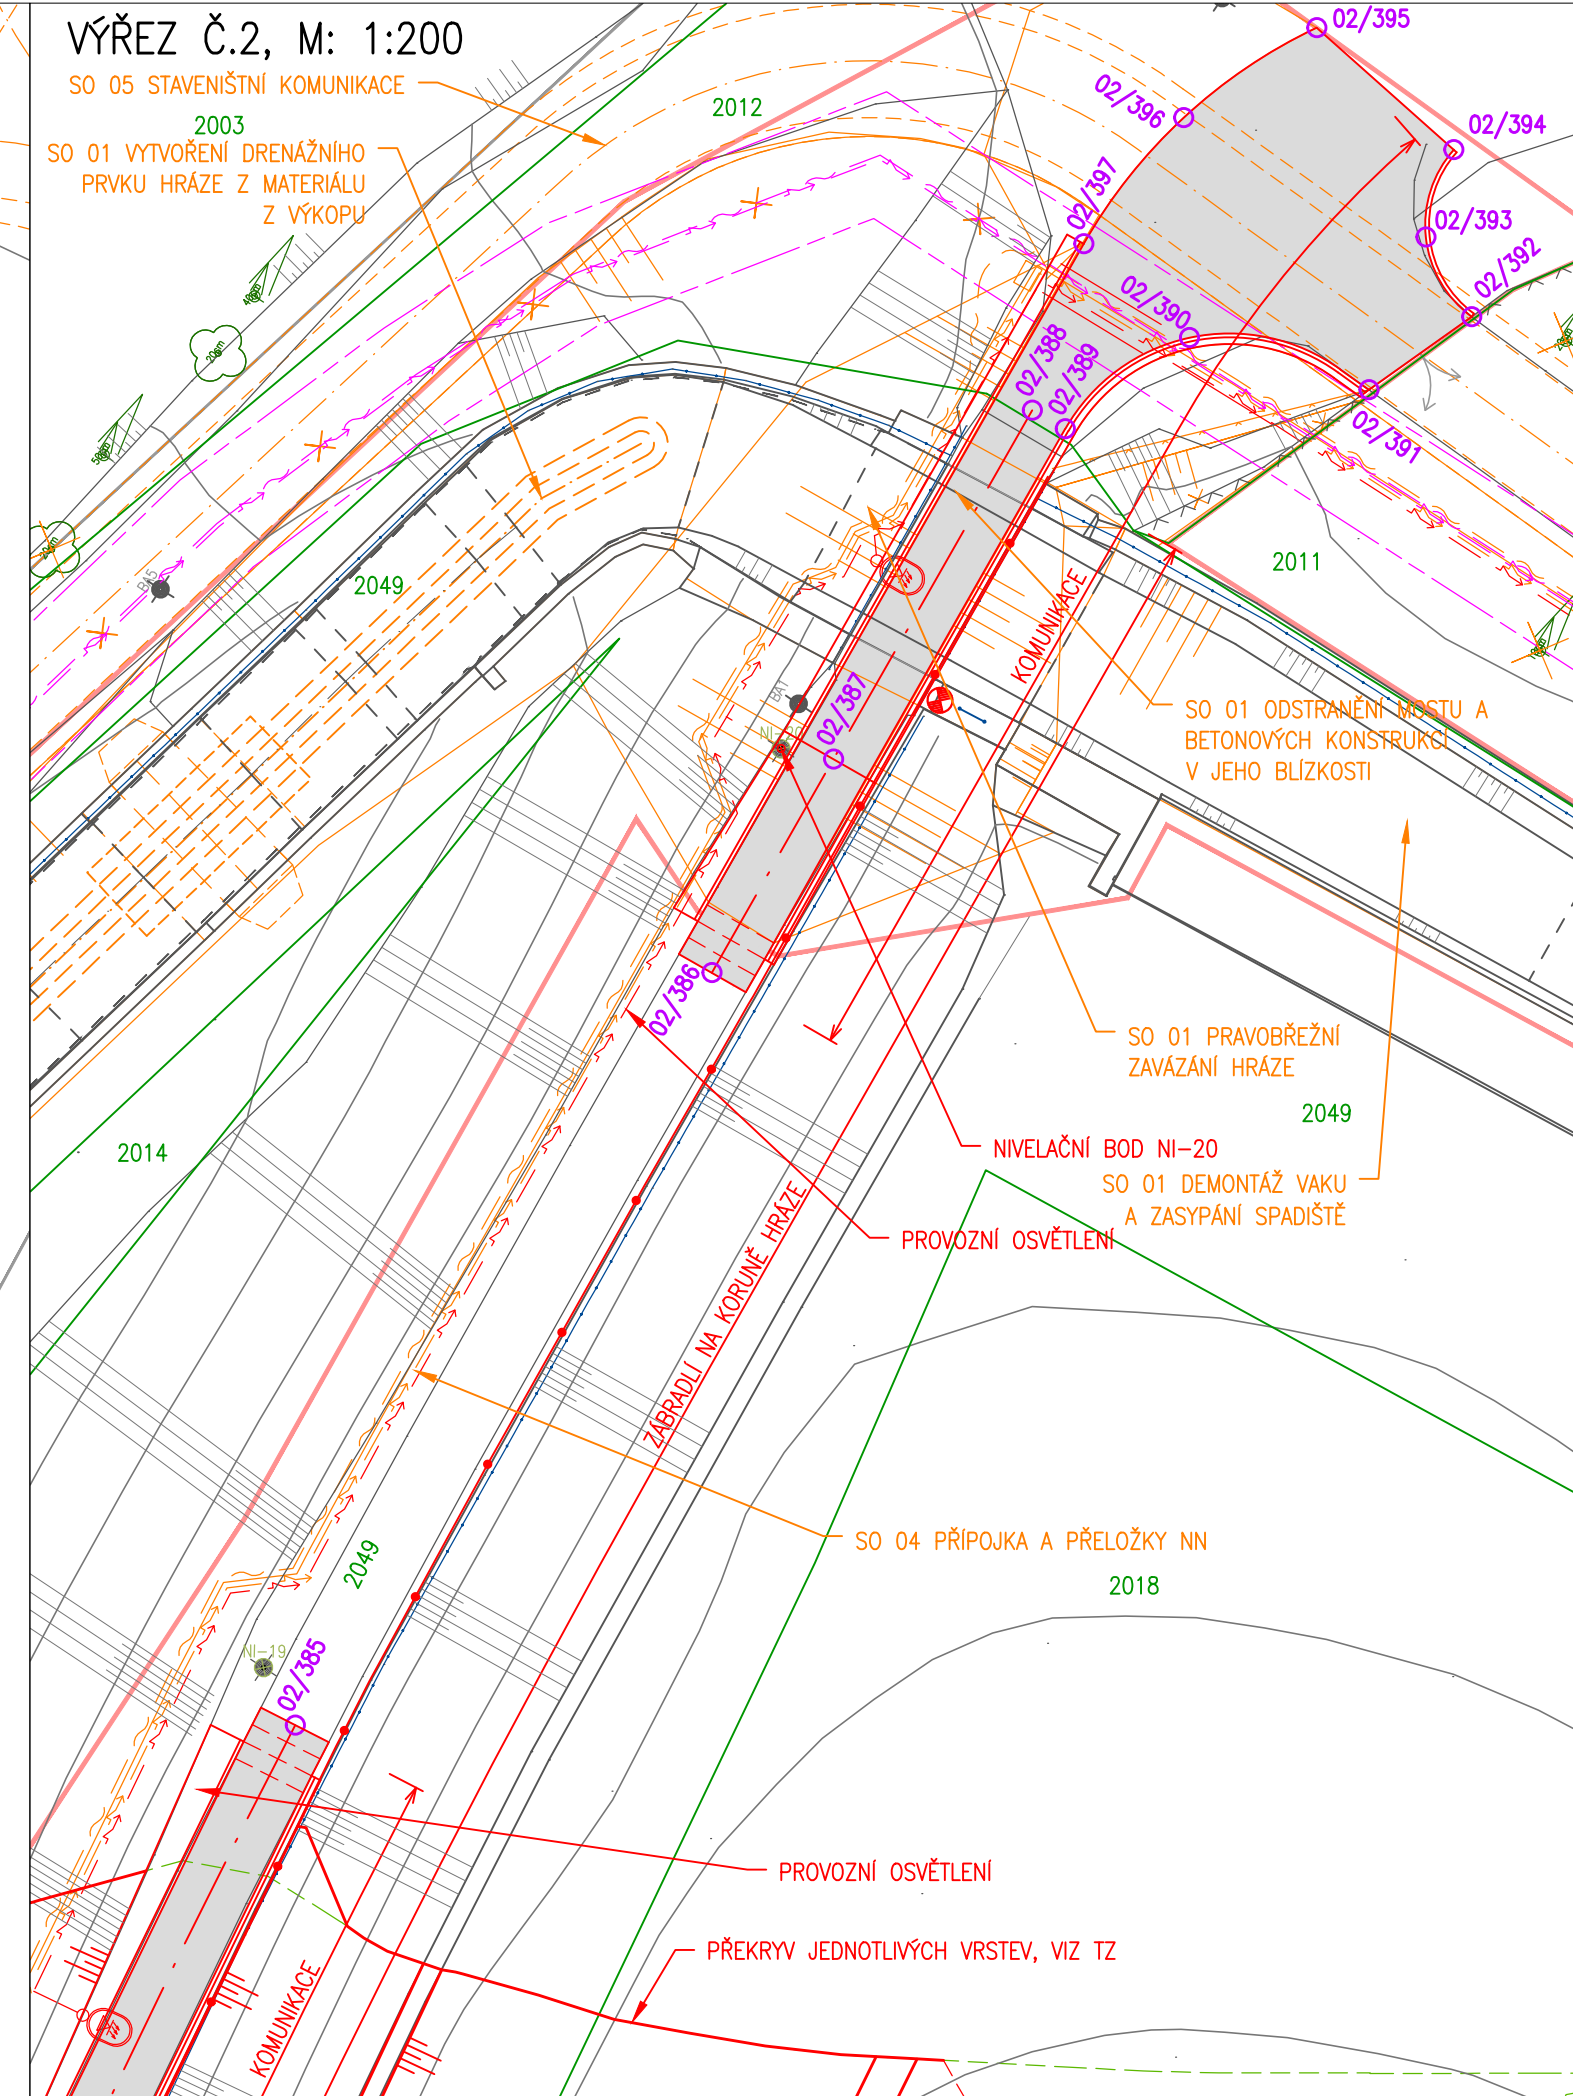 VÝŘEZ Č.2, M: 1:200
SO 05 STAVENIŠTNÍ KOMUNIKACE
2003
SO 01 VYTVOŘENÍ DRENÁŽNÍHO
PRVKU HRÁZE Z MATERIÁLU
Z VÝKOPU
2012
02/395
02/396
02/394
02/397
02/393
02/392
02/390
02/388
02/389
02/391
2011
2049
BA5
KOMUNIKACE
BA1
NI-20
02/387
SO 01 ODSTRANĚNÍ MOSTU A
BETONOVÝCH KONSTRUKCÍ
V JEHO BLÍZKOSTI
02/386
SO 01 PRAVOBŘEŽNÍ
ZAVÁZÁNÍ HRÁZE
2049
2014
NIVELAČNÍ BOD NI-20
SO 01 DEMONTÁŽ VAKU
A ZASYPÁNÍ SPADIŠTĚ
PROVOZNÍ OSVĚTLENÍ
ZÁBRADLÍ NA KORUNĚ HRÁZE
SO 04 PŘÍPOJKA A PŘELOŽKY NN
2049
2018
NI-19
02/385
PROVOZNÍ OSVĚTLENÍ
PŘEKRYV JEDNOTLIVÝCH VRSTEV, VIZ TZ
KOMUNIKACE